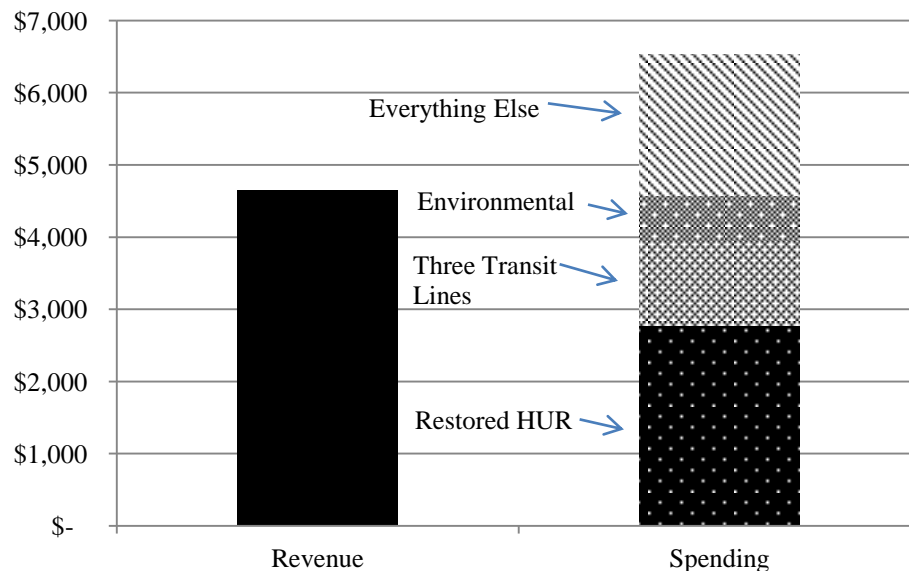 $7,000
$6,000
$5,000
$4,000
$3,000
$2,000
$1,000
$-
Everything Else
Environmental
Three Transit
Lines
Restored HUR
Revenue
Spending